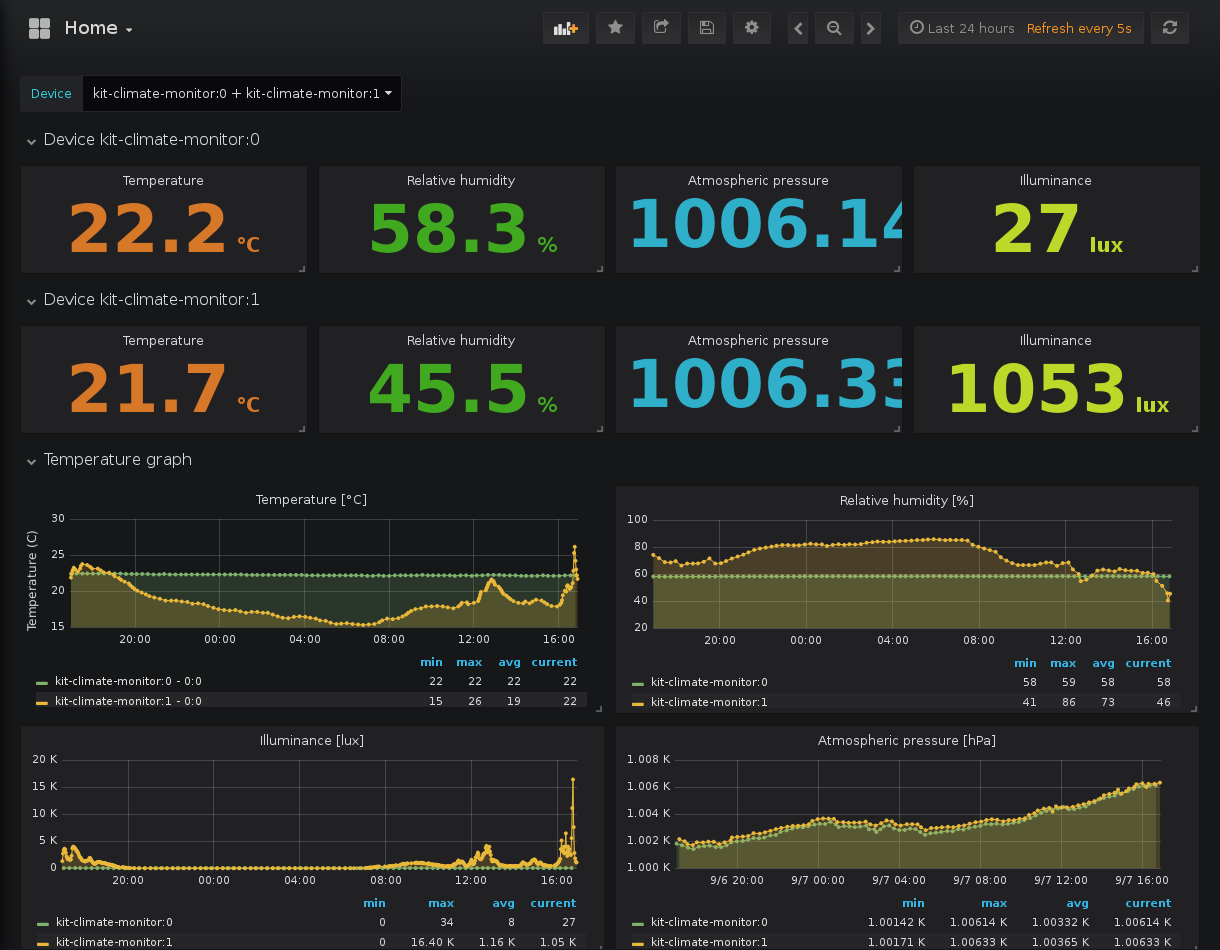 Home
Last 24 hours Refresh every 5s
Device kit-climate-monitor:0 + kit-climate-monitor:1
Device kit-climate-monitor:0
Temperature Relative humidity Atmospheric pressure Illuminance
22.2 °C 58.3 % 1006.14 27 lux
Device kit-climate-monitor:1
Temperature Relative humidity Atmospheric pressure Illuminance
21.7 °C 45.5 % 1006.33 1053 lux
Temperature graph
Temperature [°C]
Temperature (C)
30
25
20
15
20:00 00:00 04:00 08:00 12:00 16:00
min max avg current
kit-climate-monitor:0 - 0:0 22 22 22 22
kit-climate-monitor:1 - 0:0 15 26 19 22
Relative humidity [%]
100
80
60
40
20
20:00 00:00 04:00 08:00 12:00 16:00
min max avg current
kit-climate-monitor:0 58 59 58 58
kit-climate-monitor:1 41 86 73 46
Illuminance [lux]
20 K
15 K
10 K
5 K
0
20:00 00:00 04:00 08:00 12:00 16:00
min max avg current
kit-climate-monitor:0 0 34 8 27
kit-climate-monitor:1 0 16.40 K 1.16 K 1.05 K
Atmospheric pressure [hPa]
1.008 K
1.006 K
1.004 K
1.002 K
1.000 K
9/6 20:00 9/7 00:00 9/7 04:00 9/7 08:00 9/7 12:00 9/7 16:00
min max avg current
kit-climate-monitor:0 1.00142 K 1.00614 K 1.00332 K 1.00614 K
kit-climate-monitor:1 1.00171 K 1.00633 K 1.00365 K 1.00633 K